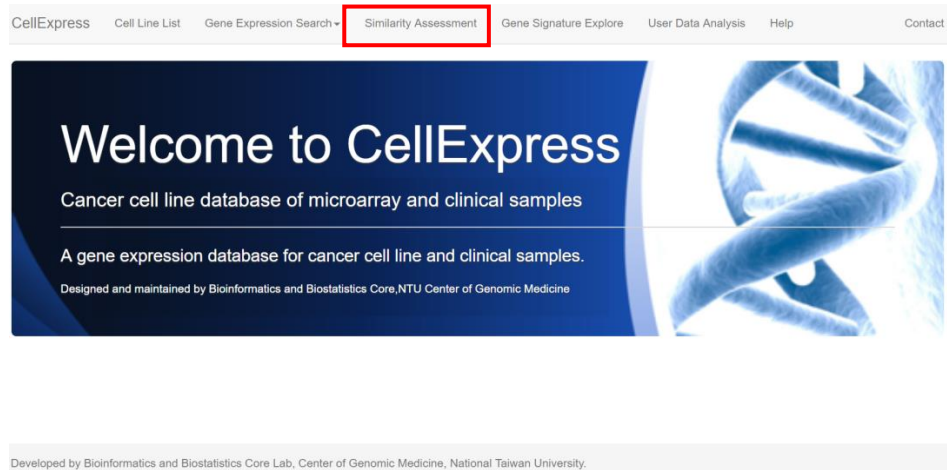 CellExpress Cell Line List Gene Expression Search Similarity Assessment Gene Signature Explore User Data Analysis Help Contact
Welcome to CellExpress
Cancer cell line database of microarray and clinical samples
A gene expression database for cancer cell line and clinical samples.
Designed and maintained by Bioinformatics and Biostatistics Core,NTU Center of Genomic Medicine
Developed by Bioinformatics and Biostatistics Core Lab, Center of Genomic Medicine, National Taiwan University.